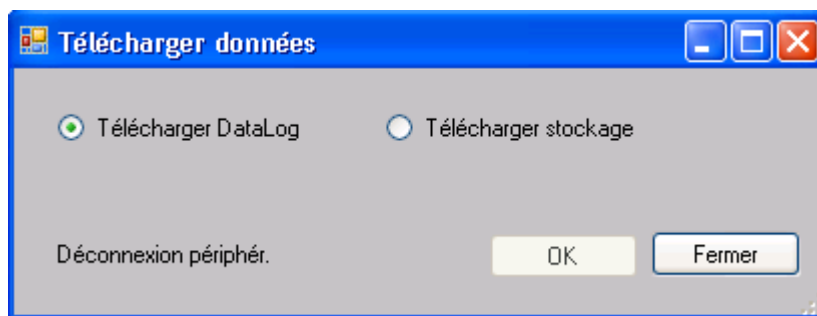 Télécharger données
Télécharger DataLog Télécharger stockage
Déconnexion périphér. OK Fermer